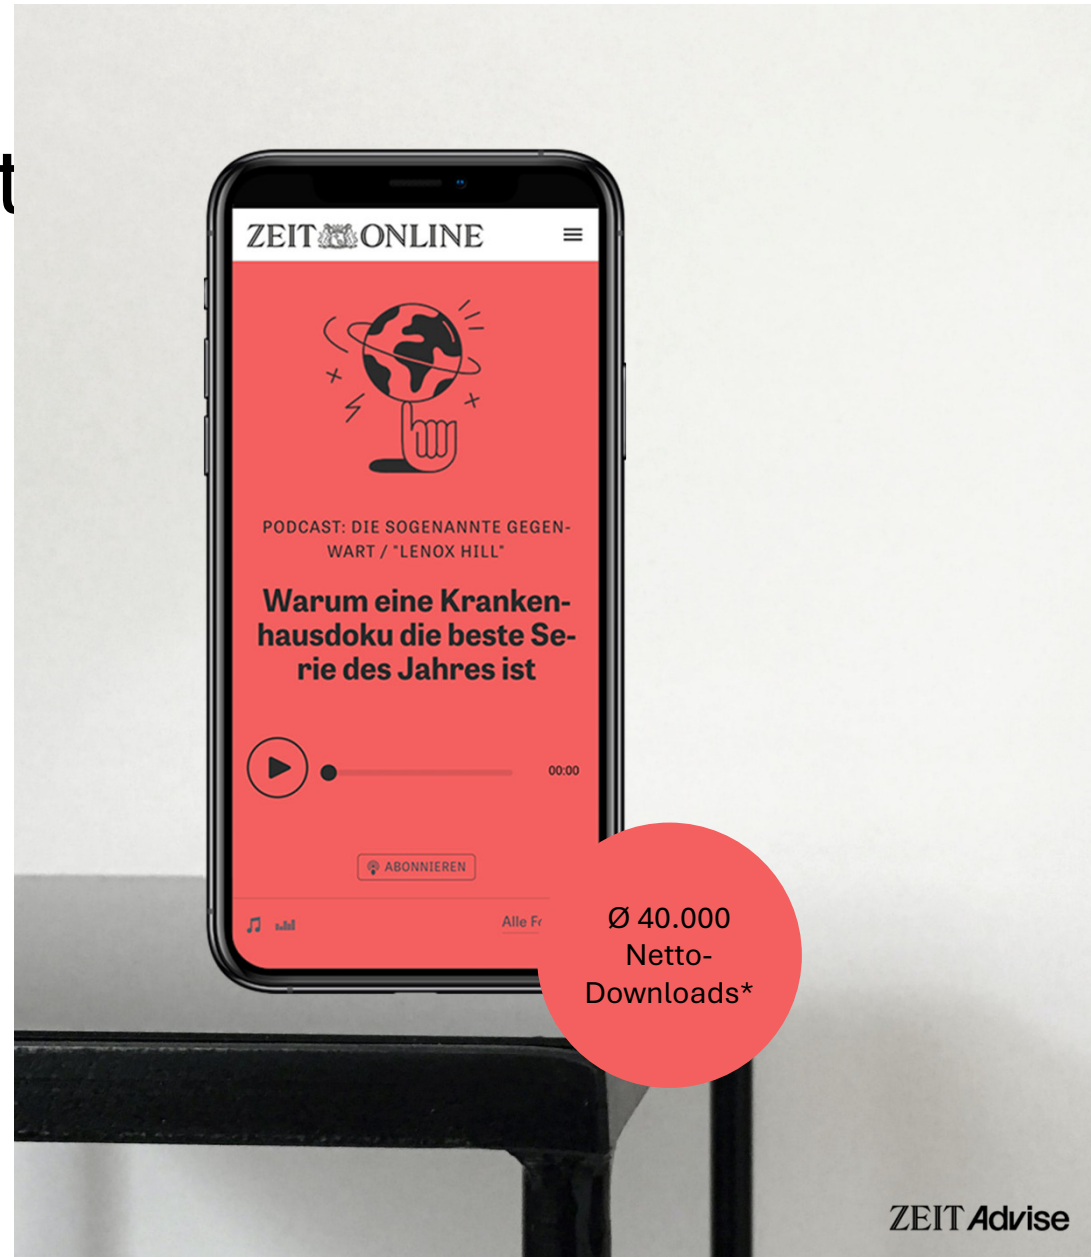 t
ZEIT ONLINE
PODCAST: DIE SOGENANNTE GEGEN-
WART / "LENOX HILL"
Warum eine Kranken-
hausdoku die beste Se-
rie des Jahres ist
00:00
ABONNIEREN
Alle
Ø 40.000
Netto-
Downloads*
ZEIT Advise